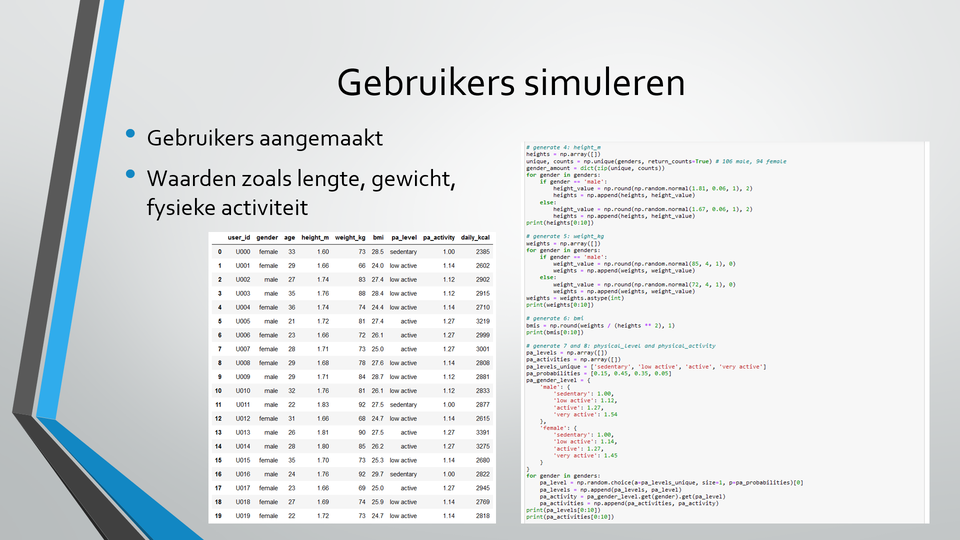 Gebruikers simuleren
Gebruikers aangemaakt
Waarden zoals lengte, gewicht,
fysieke activiteit
user_id gender age height_m weight_kg bmi pa_level pa_activity daily_kcal
0 U000 female 33 1.60 73 28.5 sedentary 1.00 2385
1 U001 female 29 1.66 66 24.0 low active 1.14 2602
2 U002 male 27 1.74 83 27.4 low active 1.12 2902
3 U003 male 35 1.76 88 28.4 low active 1.12 2915
4 U004 female 36 1.74 74 24.4 low active 1.14 2710
5 U005 male 21 1.72 81 27.4 active 1.27 3219
6 U006 female 23 1.66 72 26.1 active 1.27 2999
7 U007 female 28 1.71 73 25.0 active 1.27 3001
8 U008 female 29 1.68 78 27.6 low active 1.14 2808
9 U009 male 29 1.71 84 28.7 low active 1.12 2881
10 U010 male 32 1.76 81 26.1 low active 1.12 2833
11 U011 male 22 1.83 92 27.5 sedentary 1.00 2877
12 U012 female 31 1.66 68 24.7 low active 1.14 2615
13 U013 male 26 1.81 90 27.5 active 1.27 3391
14 U014 male 28 1.80 85 26.2 active 1.27 3275
15 U015 female 35 1.70 73 25.3 low active 1.14 2680
16 U016 male 24 1.76 92 29.7 sedentary 1.00 2822
17 U017 female 23 1.66 69 25.0 active 1.27 2945
18 U018 female 27 1.69 74 25.9 low active 1.14 2769
19 U019 female 22 1.72 73 24.7 low active 1.14 2818
# generate 4: height_m
heights = np.array([])
unique, counts = np.unique(genders, return_counts=True) # 106 male, 94 female
gender_amount = dict(zip(unique, counts))
for gender in genders:
if gender == 'male':
height_value = np.round(np.random.normal(1.81, 0.06, 1), 2)
heights = np.append(heights, height_value)
else:
height_value = np.round(np.random.normal(1.67, 0.06, 1), 2)
heights = np.append(heights, height_value)
print(heights[0:10])
# generate 5: weight_kg
weights = np.array([])
for gender in genders:
if gender == 'male':
weight_value = np.round(np.random.normal(85, 4, 1), 0)
weights = np.append(weights, weight_value)
else:
weight_value = np.round(np.random.normal(72, 4, 1), 0)
weights = np.append(weights, weight_value)
weights = weights.astype(int)
print(weights[0:10])
# generate 6: bmi
bmis = np.round(weights / (heights ** 2), 1)
print(bmis[0:10])
# generate 7 and 8: physical_level and physical_activity
pa_levels = np.array([])
pa_activities = np.array([])
pa_levels_unique = ['sedentary', 'low active', 'active', 'very active']
pa_probabilities = [0.15, 0.45, 0.35, 0.05]
pa_gender_level = {
'male': {
'sedentary': 1.00,
'low active': 1.12,
'active': 1.27,
'very active': 1.54
},
'female': {
'sedentary': 1.00,
'low active': 1.14,
'active': 1.27,
'very active': 1.45
}
}
for gender in genders:
pa_level = np.random.choice(a=pa_levels_unique, size=1, p=pa_probabilities)[0]
pa_levels = np.append(pa_levels, pa_level)
pa_activity = pa_gender_level.get(gender).get(pa_level)
pa_activities = np.append(pa_activities, pa_activity)
print(pa_levels[0:10])
print(pa_activities[0:10])